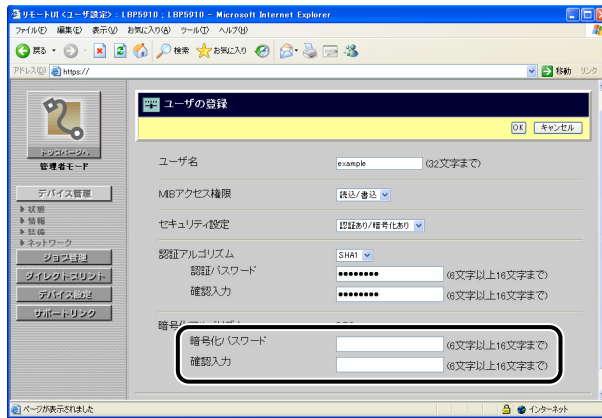 リモートUI <ユーザ設定> : LBP5910 ; LBP5910 - Microsoft Internet Explorer
ファイル(F) 編集(E) 表示(V) お気に入り(A) ツール(T) ヘルプ(H)
戻る 検索 お気に入り
アドレス(D) https:// 移動 リンク
ユーザの登録
OK キャンセル
トップページへ
管理者モード
デバイス管理
状態
情報
ネットワーク
ジョブ管理
ダイレクトプリント
デバイス設定
サポートリンク
ユーザ名 example (32文字まで)
MIBアクセス権限 読込/書込
セキュリティ設定 認証あり/暗号化あり
認証アルゴリズム SHA1
認証パスワード ●●●●●●●● (6文字以上16文字まで)
確認入力 ●●●●●●●● (6文字以上16文字まで)
暗号化パスワード (6文字以上16文字まで)
確認入力 (6文字以上16文字まで)
ページが表示されました インターネット